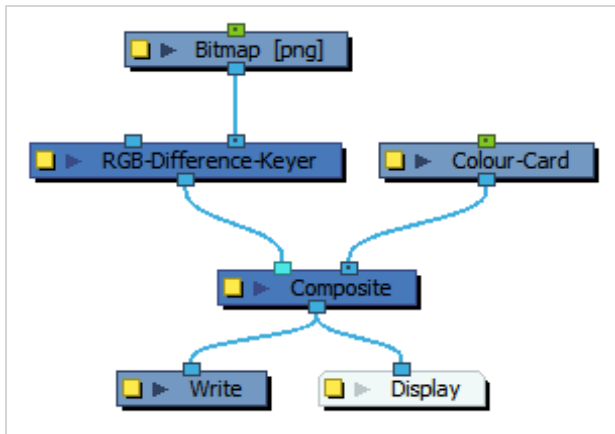 Bitmap [png]
RGB-Difference-Keyer
Colour-Card
Composite
Write
Display